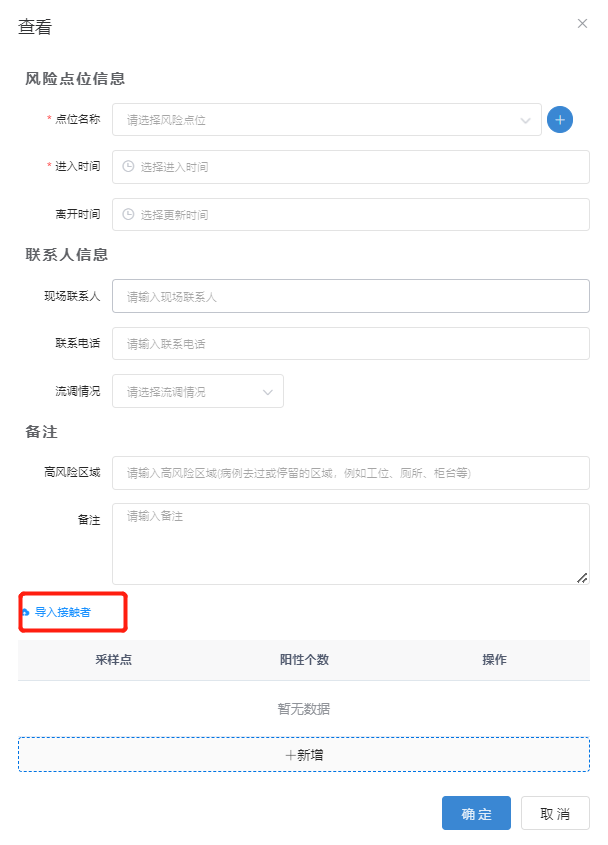 查看
风险点位信息
* 点位名称 请选择风险点位
* 进入时间 选择进入时间
离开时间 选择更新时间
联系人信息
现场联系人 请输入现场联系人
联系电话 请输入联系电话
流调情况 请选择流调情况
备注
高风险区域 请输入高风险区域(病例去过或停留的区域，例如工位、厕所、柜台等)
备注 请输入备注
导入接触者
采样点 阳性个数 操作
暂无数据
+新增
确 定 取 消